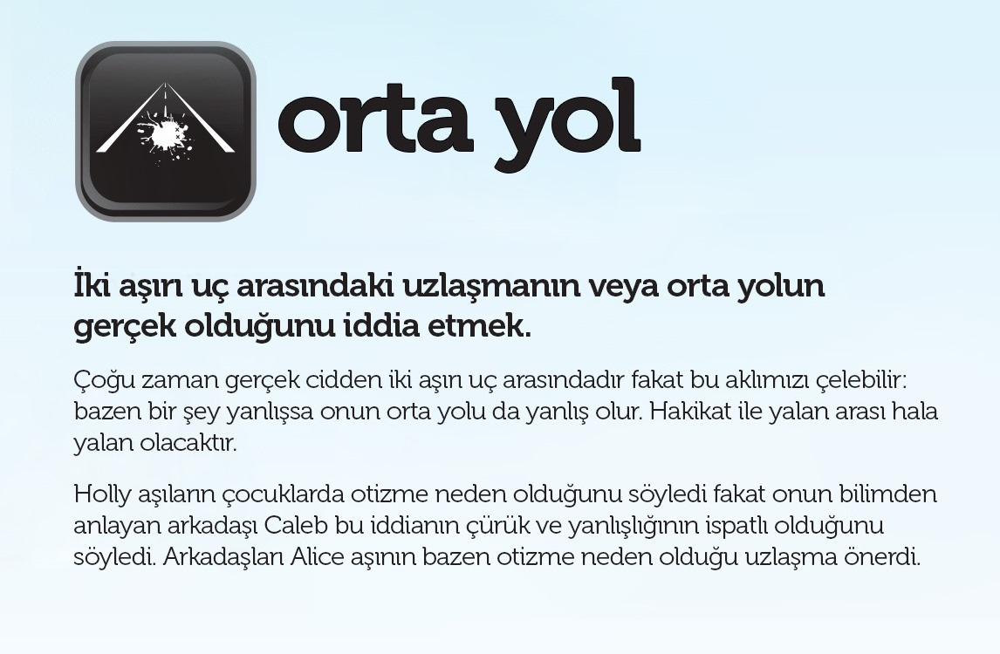 orta yol
İki aşırı uç arasındaki uzlaşmanın veya orta yolun
gerçek olduğunu iddia etmek.
Çoğu zaman gerçek cidden iki aşırı uç arasındadır fakat bu aklımızı çelebilir:
bazen bir şey yanlışsa onun orta yolu da yanlış olur. Hakikat ile yalan arası hala
yalan olacaktır.
Holly aşıların çocuklarda otizme neden olduğunu söyledi fakat onun bilimden
anlayan arkadaşı Caleb bu iddianın çürük ve yanlışlığının ispatlı olduğunu
söyledi. Arkadaşları Alice aşının bazen otizme neden olduğu uzlaşma önerdi.